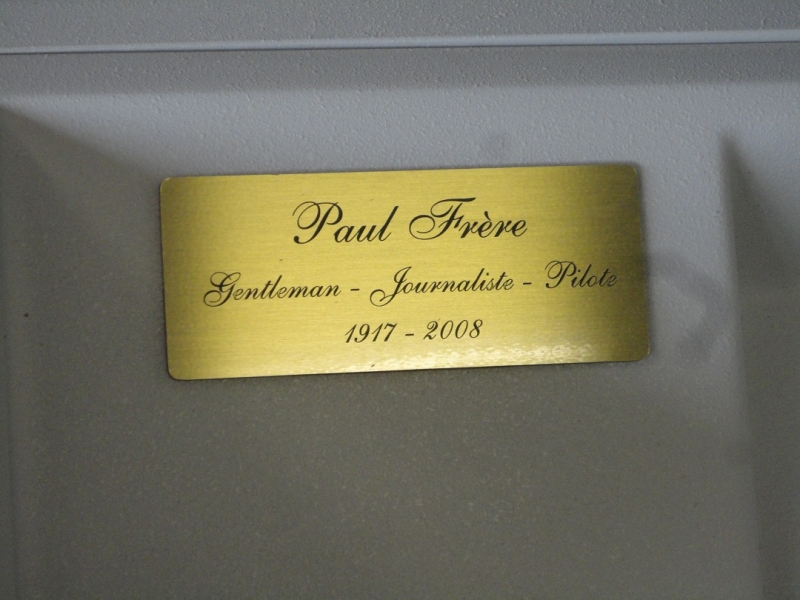 Paul Frère
Gentleman - Journaliste - Pilote
1917 - 2008